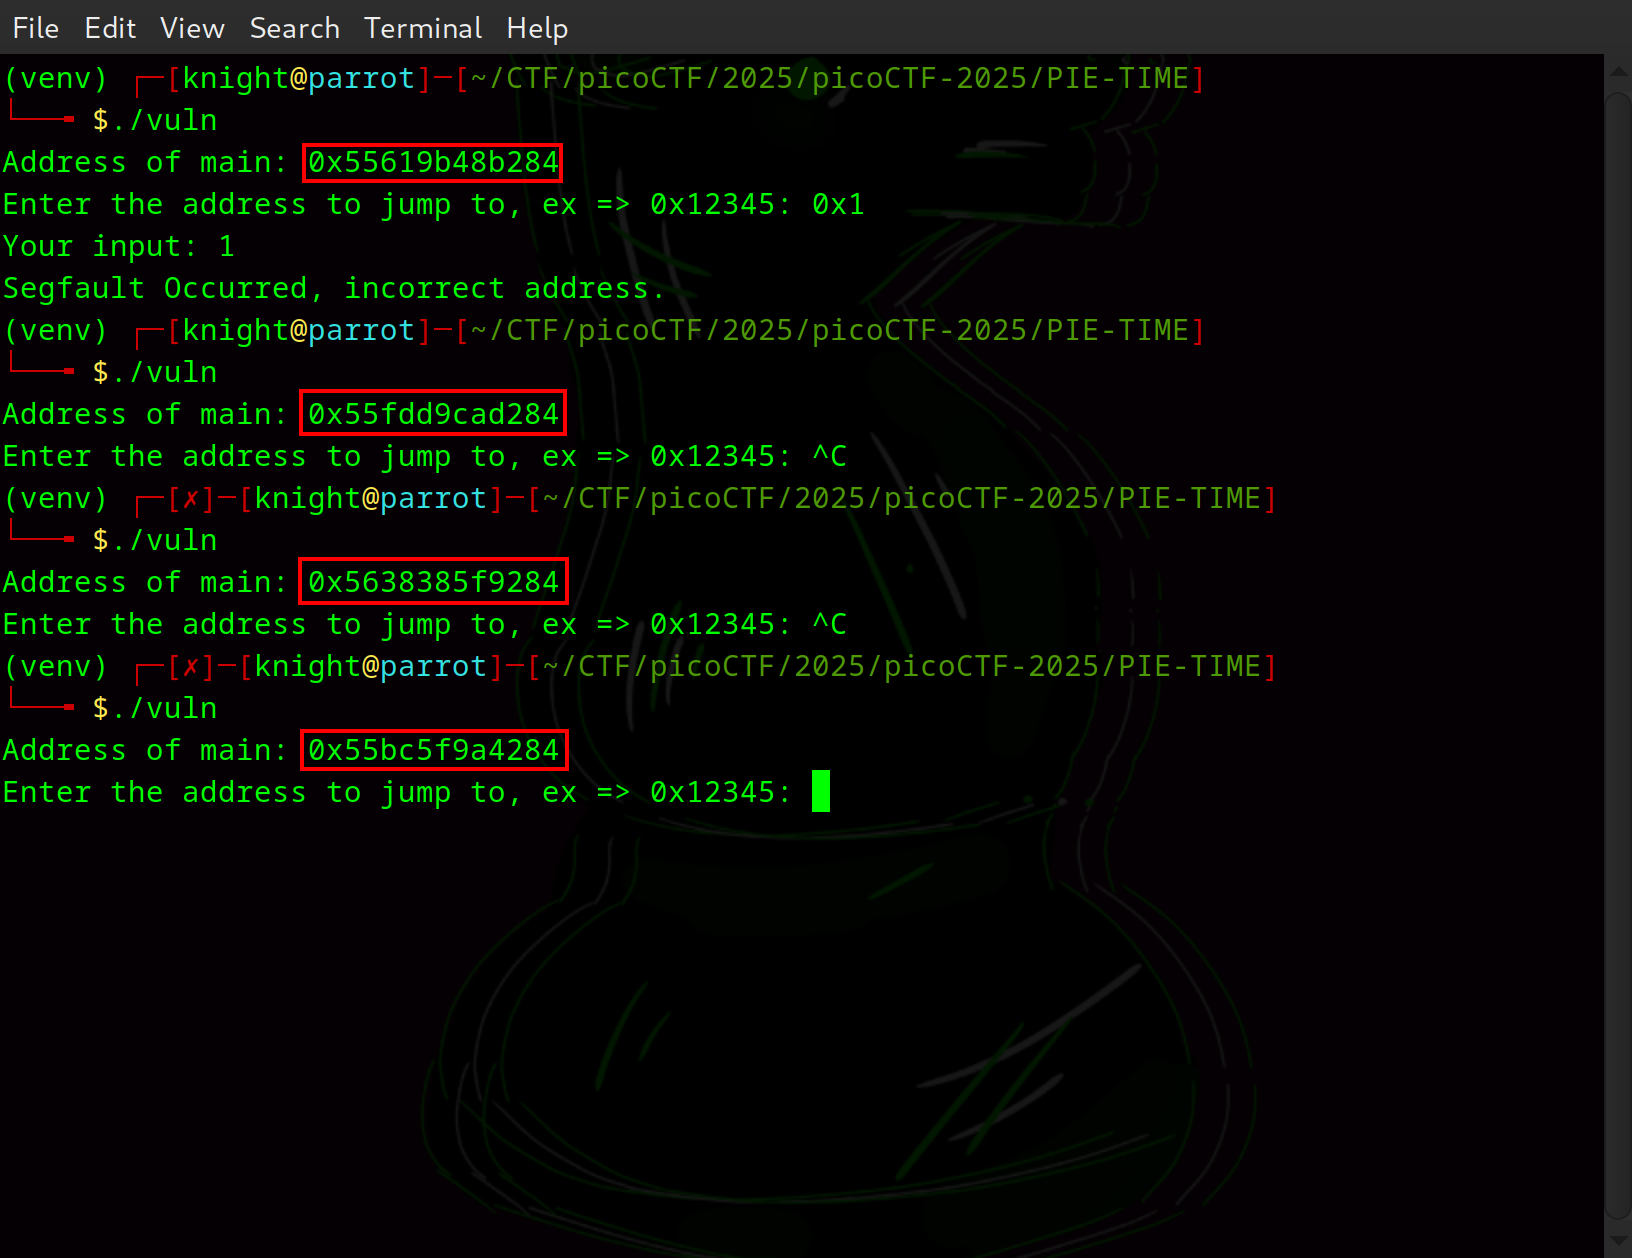 File Edit View Search Terminal Help
(venv) ┌─[knight@parrot]─[~/CTF/picoCTF/2025/picoCTF-2025/PIE-TIME]
└──╼ $./vuln
Address of main: 0x55619b48b284
Enter the address to jump to, ex => 0x12345: 0x1
Your input: 1
Segfault Occurred, incorrect address.
(venv) ┌─[knight@parrot]─[~/CTF/picoCTF/2025/picoCTF-2025/PIE-TIME]
└──╼ $./vuln
Address of main: 0x55fdd9cad284
Enter the address to jump to, ex => 0x12345: ^C
(venv) ┌─[✗]─[knight@parrot]─[~/CTF/picoCTF/2025/picoCTF-2025/PIE-TIME]
└──╼ $./vuln
Address of main: 0x5638385f9284
Enter the address to jump to, ex => 0x12345: ^C
(venv) ┌─[✗]─[knight@parrot]─[~/CTF/picoCTF/2025/picoCTF-2025/PIE-TIME]
└──╼ $./vuln
Address of main: 0x55bc5f9a4284
Enter the address to jump to, ex => 0x12345: